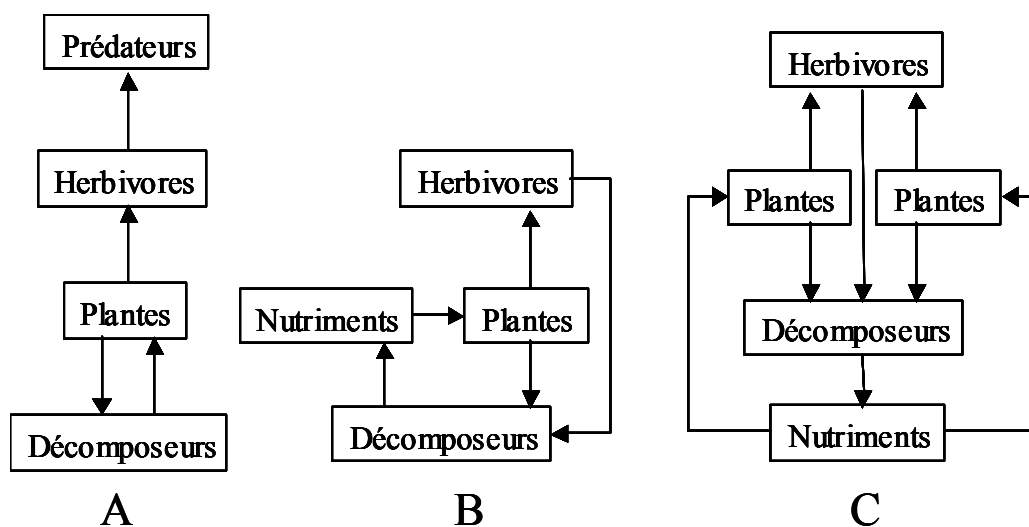 Prédateurs
Herbivores
Plantes
Décomposeurs
A
Herbivores
Nutriments
Plantes
Décomposeurs
B
Herbivores
Plantes
Plantes
Décomposeurs
Nutriments
C